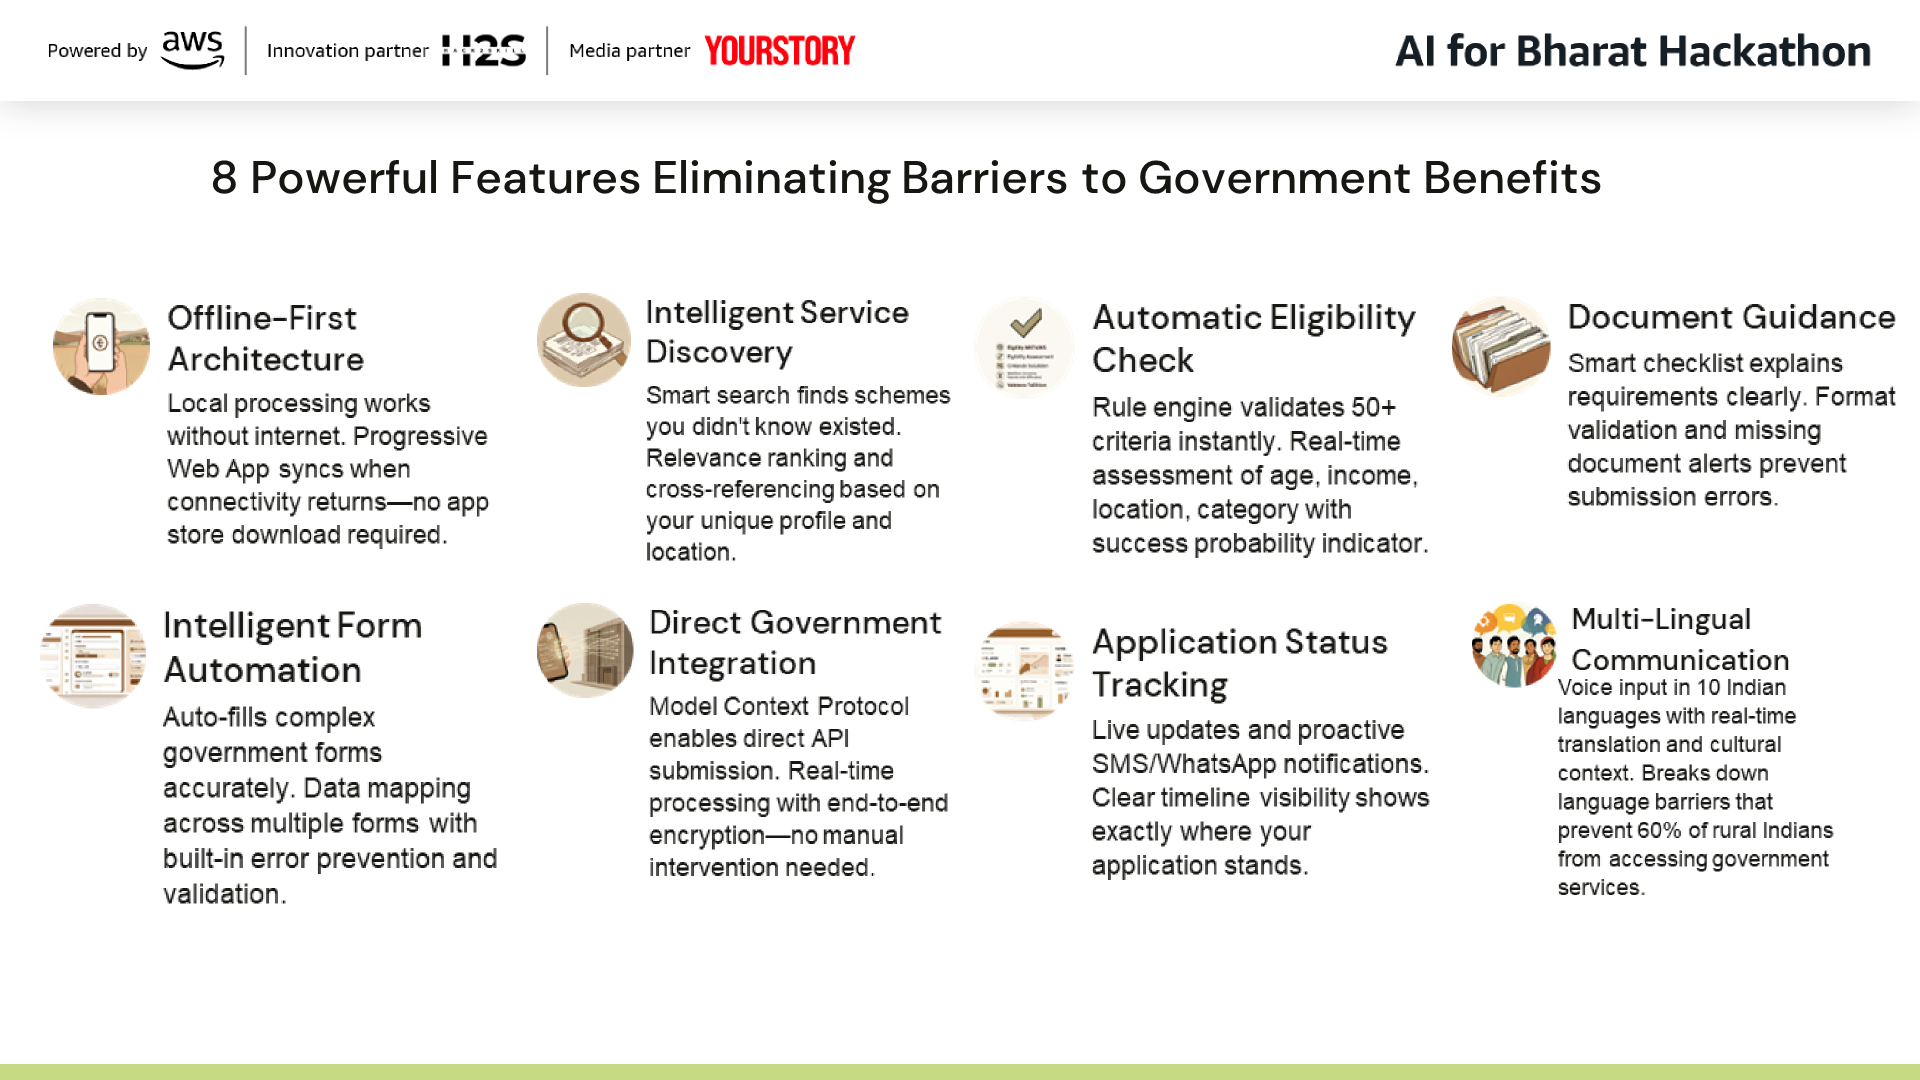 Powered by aws
Innovation partner H2S
HACK2SKILL
Media partner YOURSTORY
AI for Bharat Hackathon
8 Powerful Features Eliminating Barriers to Government Benefits
Offline-First
Architecture
Local processing works
without internet. Progressive
Web App syncs when
connectivity returns—no app
store download required.
Intelligent Service
Discovery
Smart search finds schemes
you didn't know existed.
Relevance ranking and
cross-referencing based on
your unique profile and
location.
Automatic Eligibility
Check
Rule engine validates 50+
criteria instantly. Real-time
assessment of age, income,
location, category with
success probability indicator.
Document Guidance
Smart checklist explains
requirements clearly. Format
validation and missing
document alerts prevent
submission errors.
Intelligent Form
Automation
Auto-fills complex
government forms
accurately. Data mapping
across multiple forms with
built-in error prevention and
validation.
Direct Government
Integration
Model Context Protocol
enables direct API
submission. Real-time
processing with end-to-end
encryption—no manual
intervention needed.
Application Status
Tracking
Live updates and proactive
SMS/WhatsApp notifications.
Clear timeline visibility shows
exactly where your
application stands.
Multi-Lingual
Communication
Voice input in 10 Indian
languages with real-time
translation and cultural
context. Breaks down
language barriers that
prevent 60% of rural Indians
from accessing government
services.